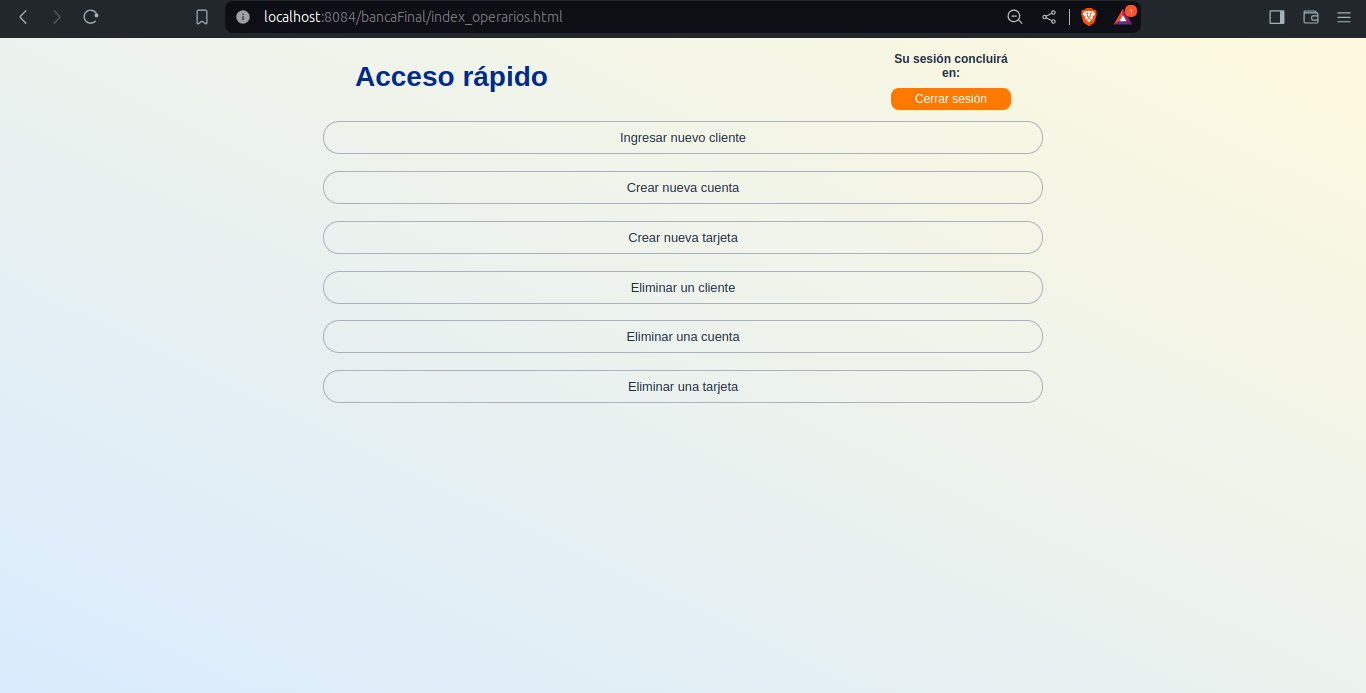 localhost:8084/bancaFinal/index_operarios.html
1
Acceso rápido
Su sesión concluirá
en:
Cerrar sesión
Ingresar nuevo cliente
Crear nueva cuenta
Crear nueva tarjeta
Eliminar un cliente
Eliminar una cuenta
Eliminar una tarjeta